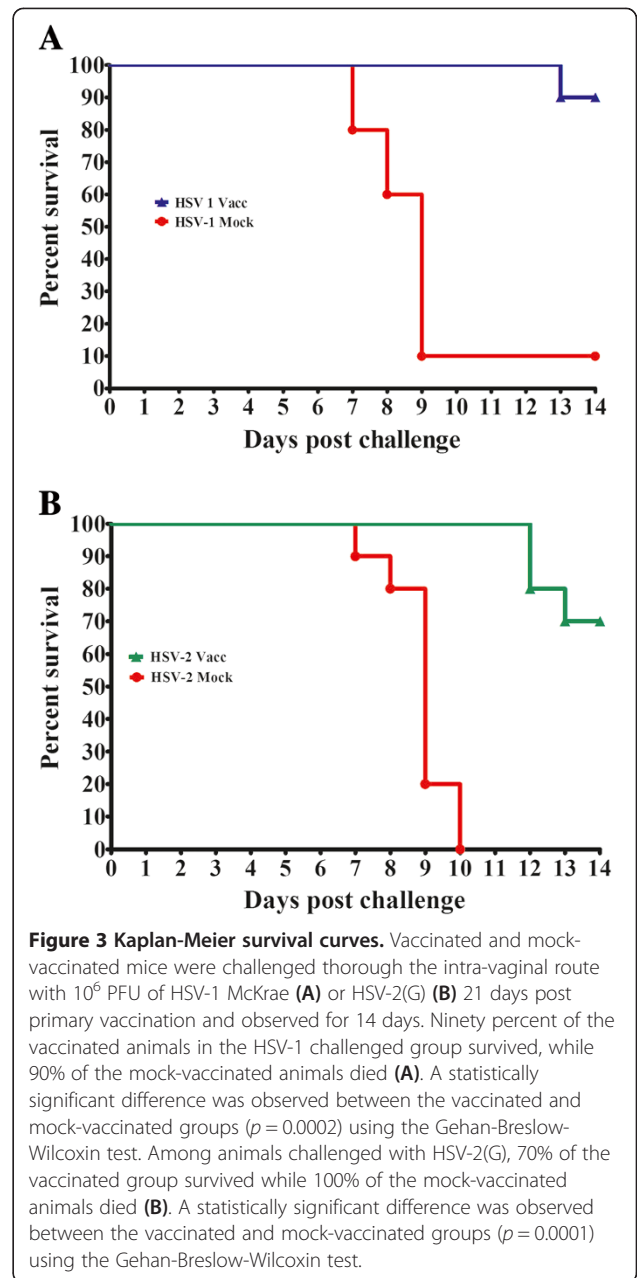 A
100
90
80
70
60
50
40
30
20
10
0
Percent survival
HSV 1 Vacc
HSV-1 Mock
0 1 2 3 4 5 6 7 8 9 10 11 12 13 14
Days post challenge
B
100
90
80
70
60
50
40
30
20
10
0
Percent survival
HSV-2 Vacc
HSV-2 Mock
0 1 2 3 4 5 6 7 8 9 10 11 12 13 14
Days post challenge
Figure 3 Kaplan-Meier survival curves. Vaccinated and mock-
vaccinated mice were challenged thorough the intra-vaginal route
with 10⁶ PFU of HSV-1 McKrae (A) or HSV-2(G) (B) 21 days post
primary vaccination and observed for 14 days. Ninety percent of the
vaccinated animals in the HSV-1 challenged group survived, while
90% of the mock-vaccinated animals died (A). A statistically
significant difference was observed between the vaccinated and
mock-vaccinated groups (p = 0.0002) using the Gehan-Breslow-
Wilcoxin test. Among animals challenged with HSV-2(G), 70% of the
vaccinated group survived while 100% of the mock-vaccinated
animals died (B). A statistically significant difference was observed
between the vaccinated and mock-vaccinated groups (p = 0.0001)
using the Gehan-Breslow-Wilcoxin test.